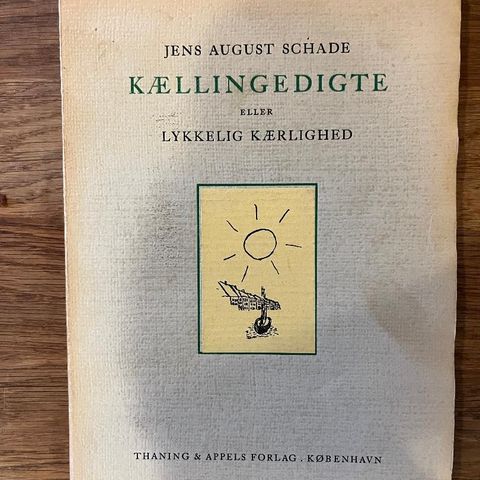 JENS AUGUST SCHADE
KÆLLINGEDIGTE
ELLER
LYKKELIG KÆRLIGHED
THANING & APPELS FORLAG . KØBENHAVN